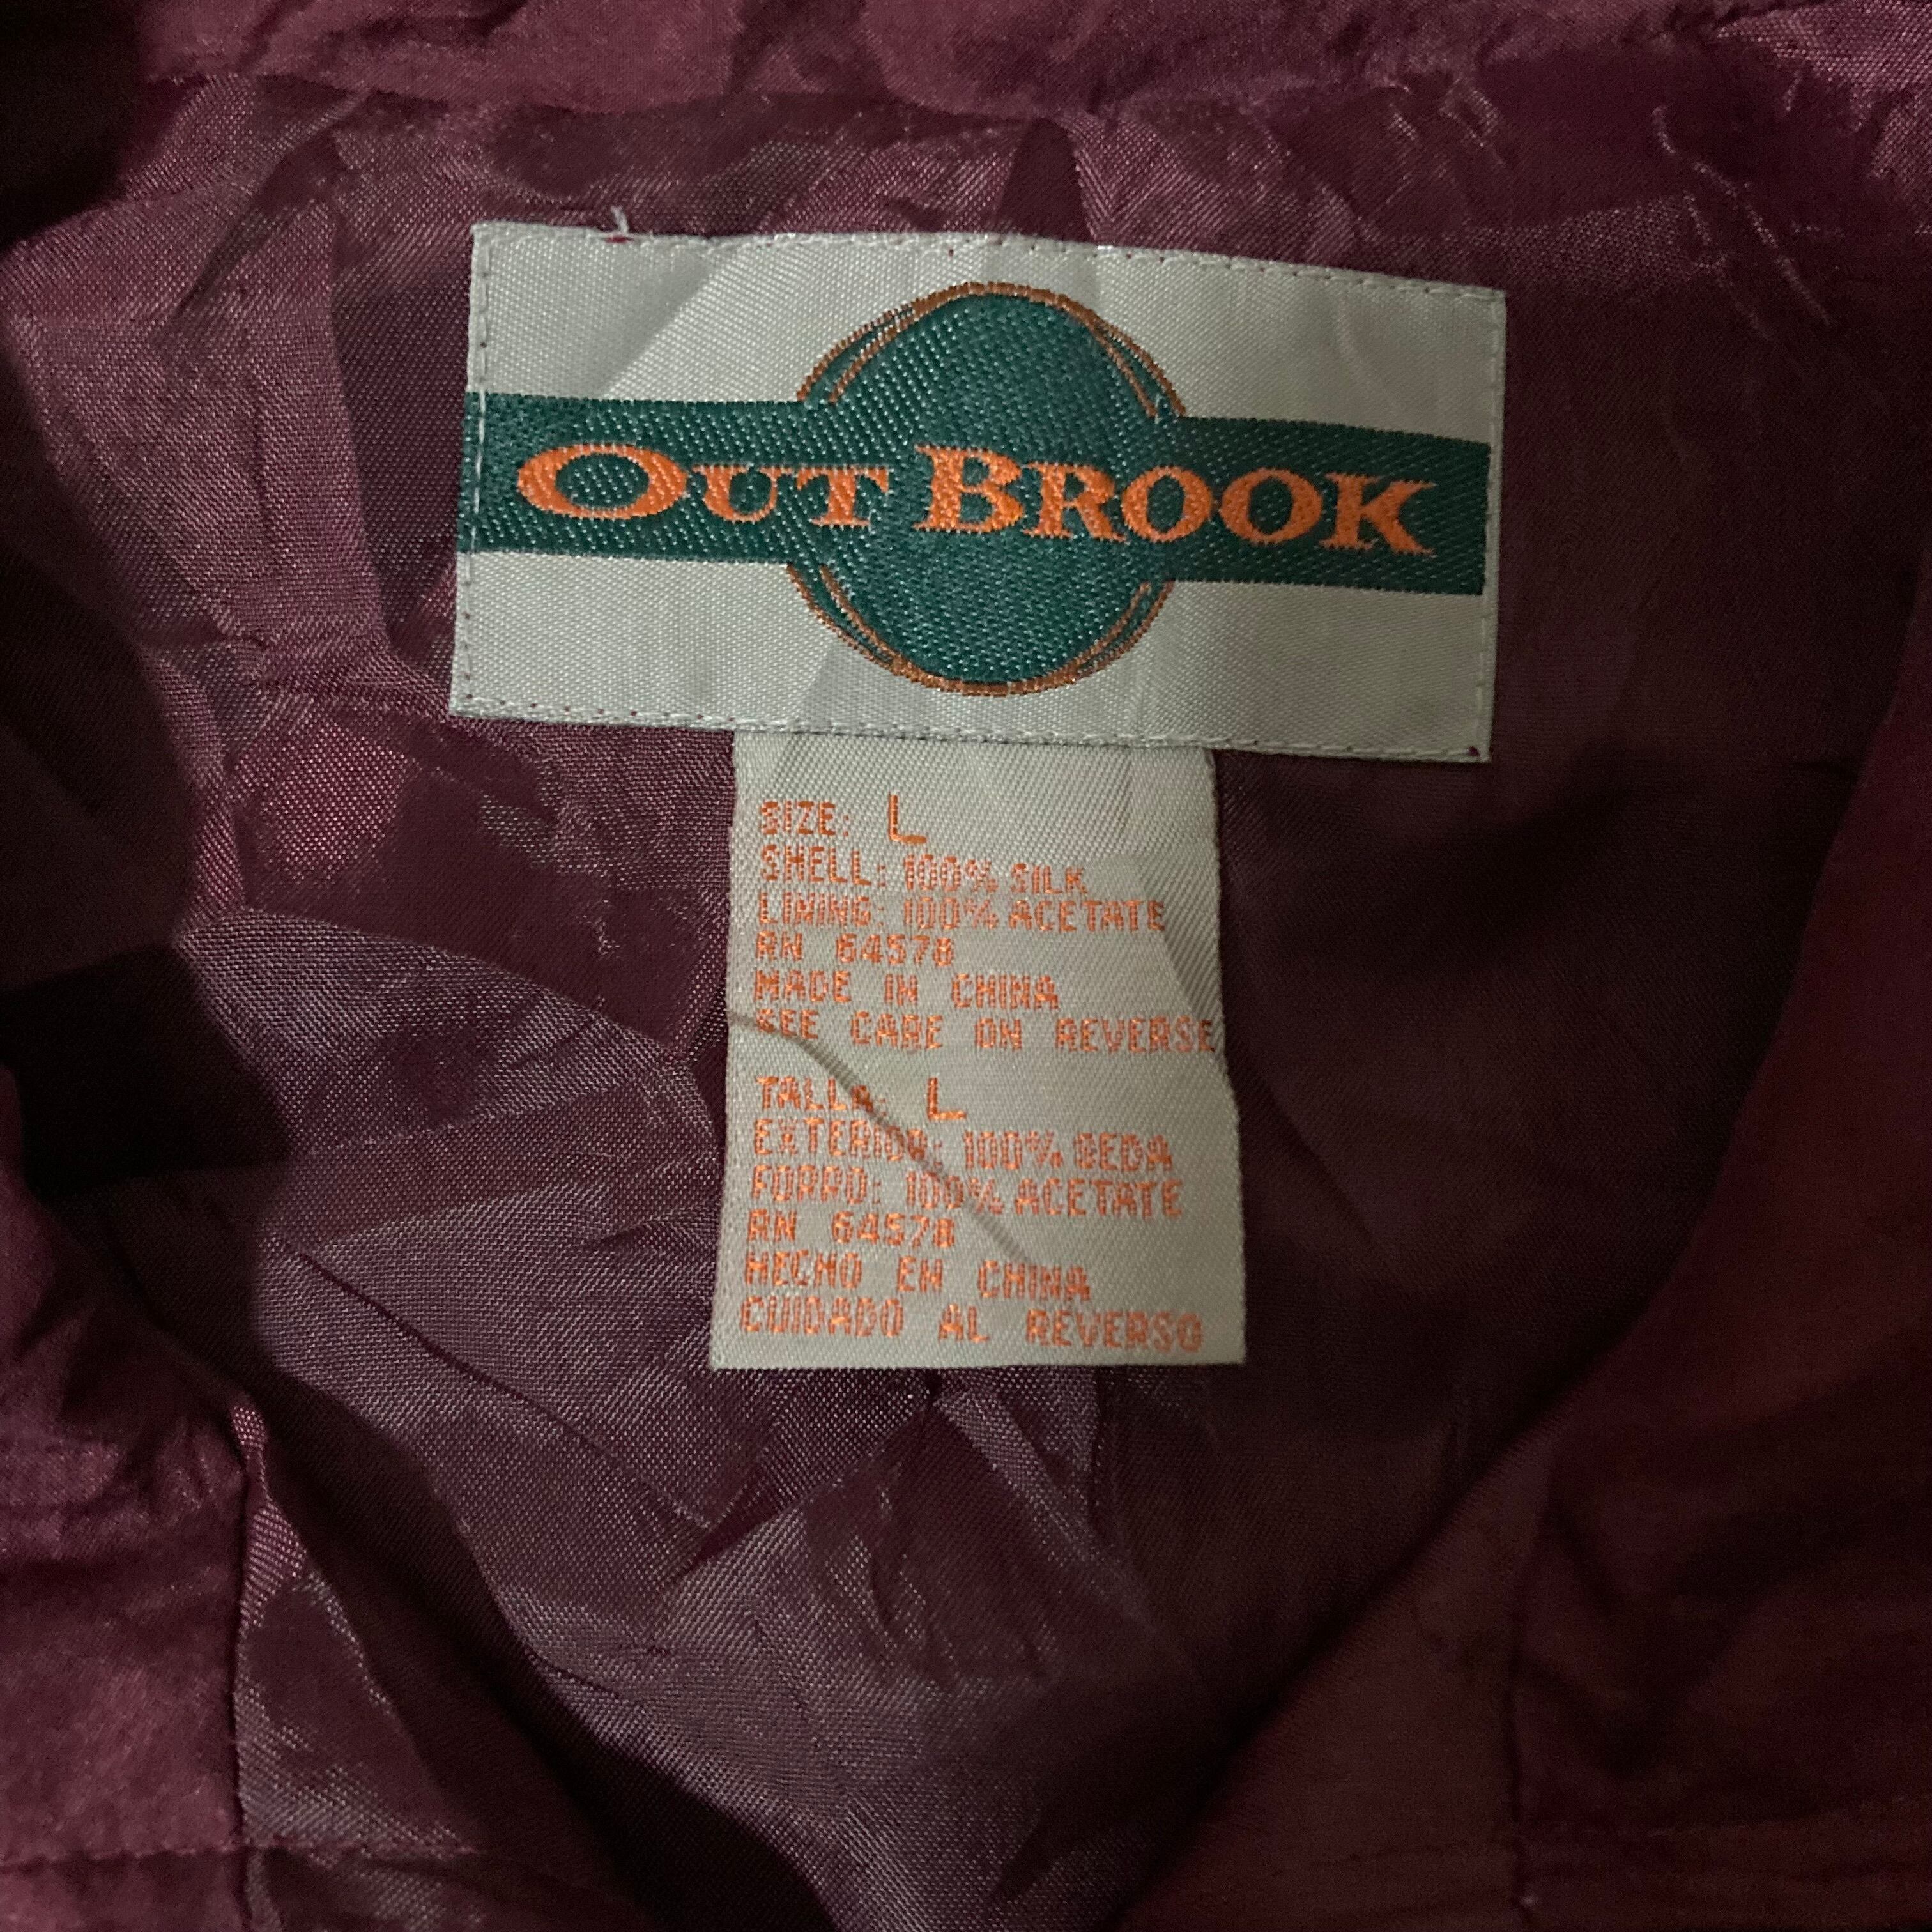 OUT BROOK
SIZE: L
SHELL: 100% SILK
LINING: 100% ACETATE
RN 64578
MADE IN CHINA
SEE CARE ON REVERSE
TALLA: L
EXTERIOR: 100% SEDA
FORRO: 100% ACETATE
RN 64578
HECHO EN CHINA
CUIDADO AL REVERSO